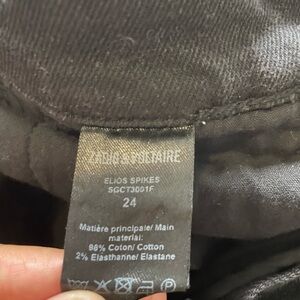 ZADIG & VOLTAIRE
ELIOS SPIKES
SGCT3001F
24
Matière principale/ Main
material:
98% Coton/ Cotton
2% Elasthanne/ Elastane